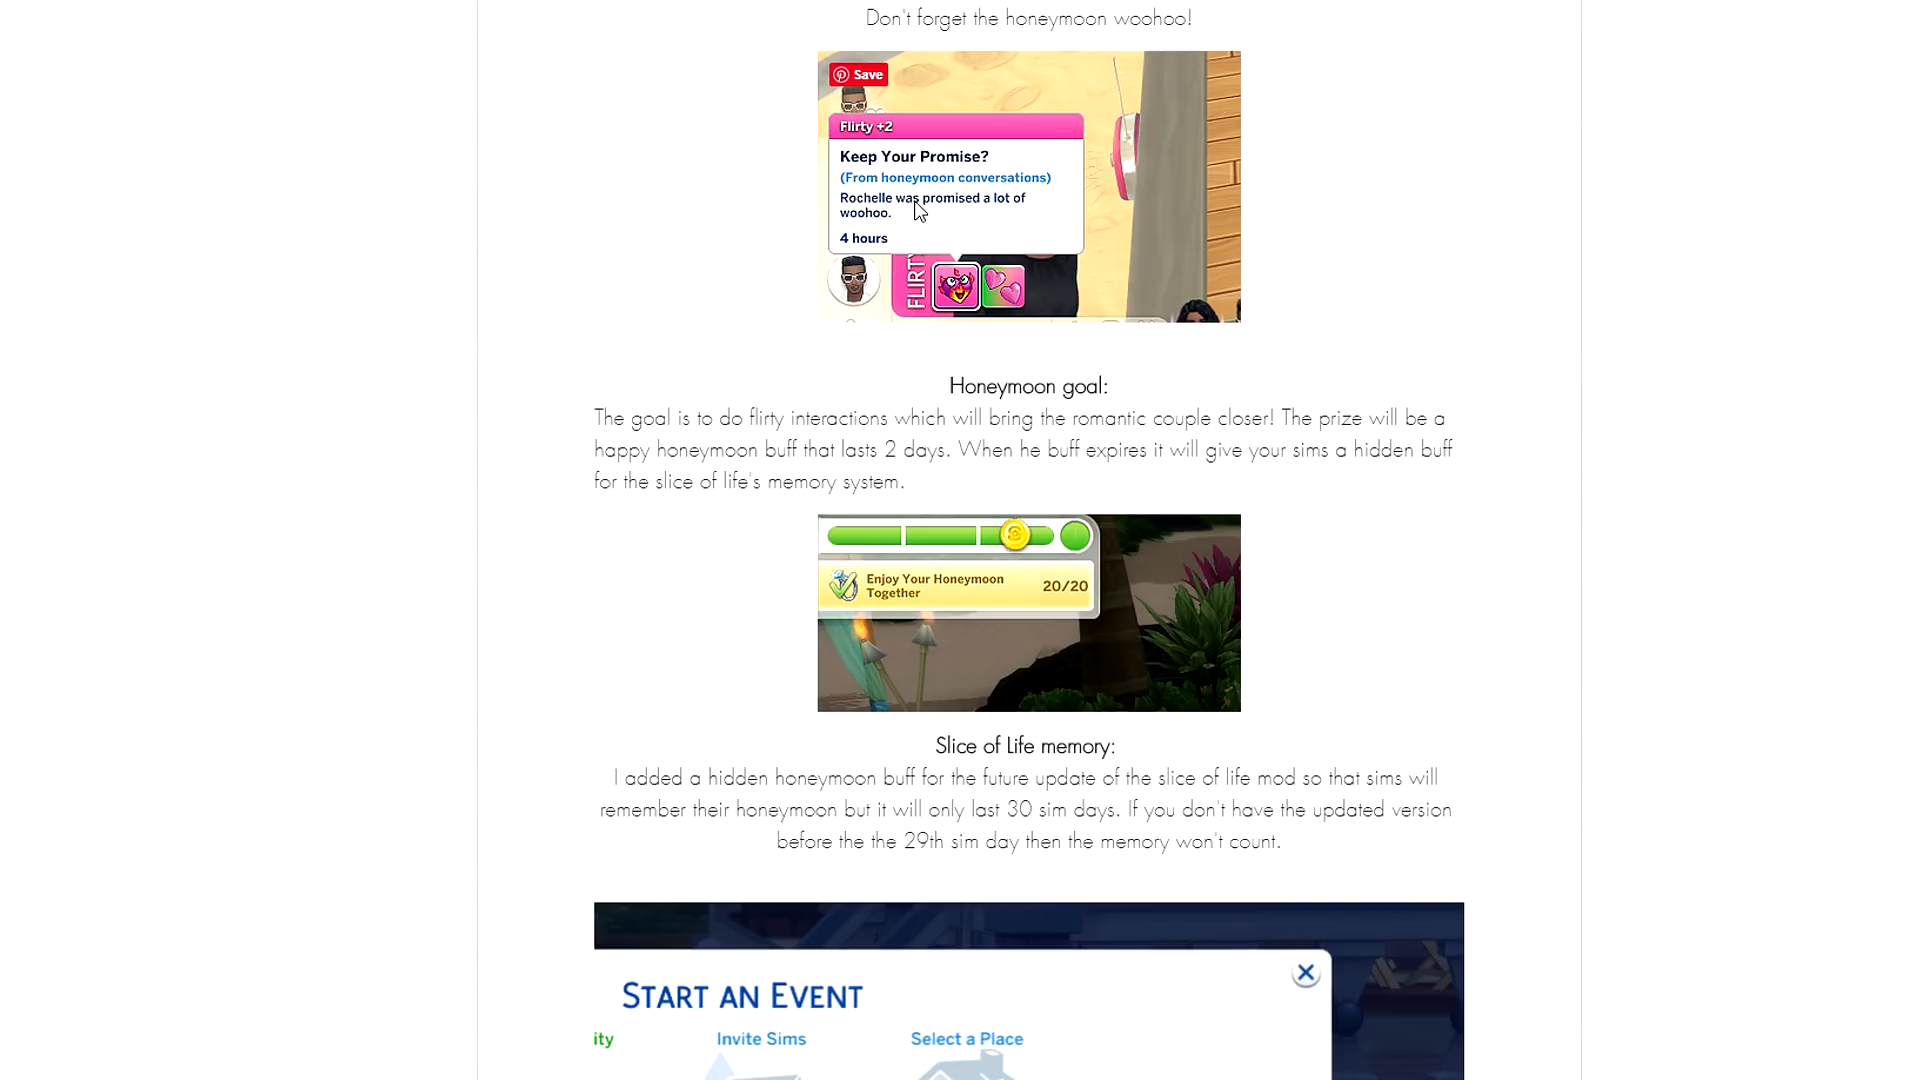 Don't forget the honeymoon woohoo!
Save
Flirty +2
Keep Your Promise?
(From honeymoon conversations)
Rochelle was promised a lot of
woohoo.
4 hours
FLIRTY
Honeymoon goal:
The goal is to do flirty interactions which will bring the romantic couple closer! The prize will be a
happy honeymoon buff that lasts 2 days. When he buff expires it will give your sims a hidden buff
for the slice of life's memory system.
Enjoy Your Honeymoon
Together
20/20
Slice of Life memory:
I added a hidden honeymoon buff for the future update of the slice of life mod so that sims will
remember their honeymoon but it will only last 30 sim days. If you don't have the updated version
before the the 29th sim day then the memory won't count.
START AN EVENT
ity
Invite Sims
Select a Place